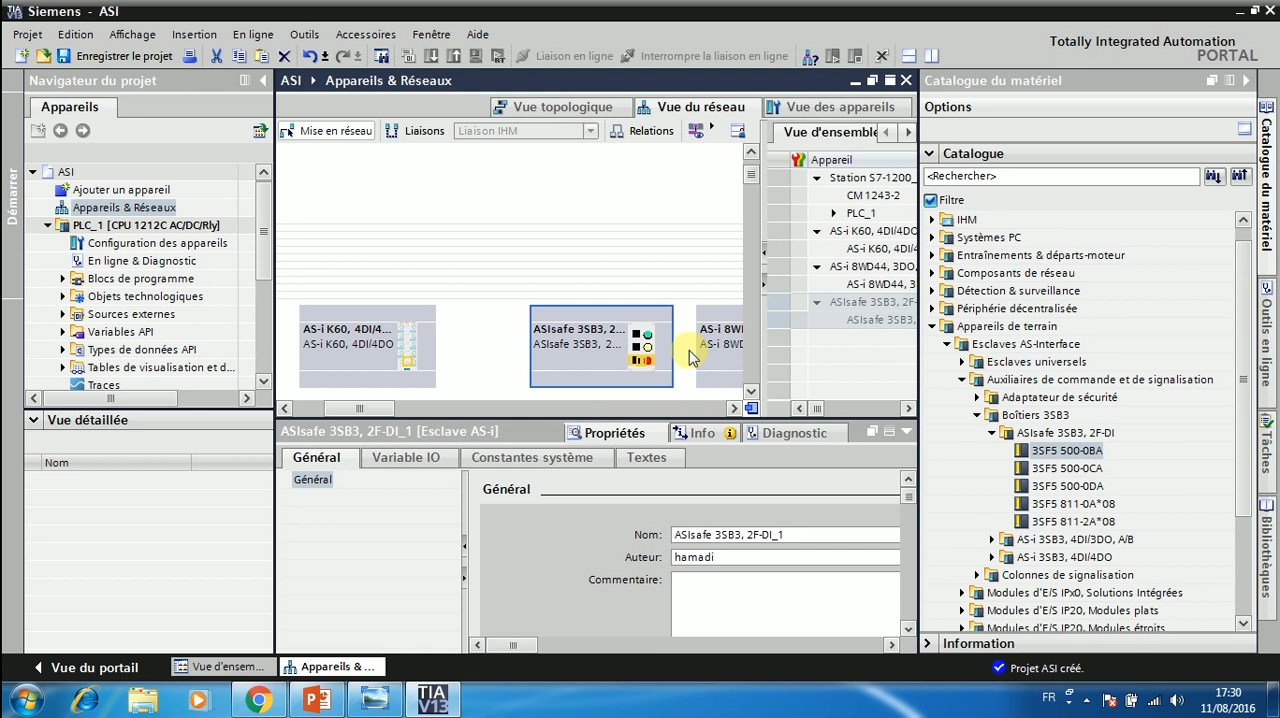 TIA V13
Siemens - ASI
Projet Edition Affichage Insertion En ligne Outils Accessoires Fenêtre Aide
Totally Integrated Automation
PORTAL
Enregistrer le projet
Liaison en ligne
Interrompre la liaison en ligne
Navigateur du projet
Appareils
Démarrer
ASI
Ajouter un appareil
Appareils & Réseaux
PLC_1 [CPU 1212C AC/DC/Rly]
Configuration des appareils
En ligne & Diagnostic
Blocs de programme
Objets technologiques
Sources externes
Variables API
Types de données API
Tables de visualisation et d...
Traces
Vue détaillée
Nom
ASI Appareils & Réseaux
Vue topologique
Vue du réseau
Vue des appareils
Mise en réseau
Liaisons
Liaison IHM
Relations
AS-i K60, 4DI/4...
AS-i K60, 4DI/4DO
ASIsafe 3SB3, 2...
ASIsafe 3SB3, 2...
AS-i 8WD
AS-i 8WD
Vue d'ensemble
Appareil
Station S7-1200_
CM 1243-2
PLC_1
AS-i K60, 4DI/4DO
AS-i K60, 4DI/4
AS-i 8WD44, 3DO,
AS-i 8WD44, 3
ASIsafe 3SB3, 2F-
ASIsafe 3SB3,
ASIsafe 3SB3, 2F-DI_1 [Esclave AS-i]
Propriétés
Info
Diagnostic
Général
Variable IO
Constantes système
Textes
Général
Général
Nom: ASIsafe 3SB3, 2F-DI_1
Auteur: hamadi
Commentaire:
Catalogue du matériel
Options
Catalogue
<Rechercher>
Filtre
IHM
Systèmes PC
Entraînements & départs-moteur
Composants de réseau
Détection & surveillance
Périphérie décentralisée
Appareils de terrain
Esclaves AS-Interface
Esclaves universels
Auxiliaires de commande et de signalisation
Adaptateur de sécurité
Boîtiers 3SB3
ASIsafe 3SB3, 2F-DI
3SF5 500-0BA
3SF5 500-0CA
3SF5 500-0DA
3SF5 811-0A*08
3SF5 811-2A*08
AS-i 3SB3, 4DI/3DO, A/B
AS-i 3SB3, 4DI/4DO
Colonnes de signalisation
Modules d'E/S IPx0, Solutions Intégrées
Modules d'E/S IP20, Modules plats
Modules d'E/S IP20, Modules étroits
Information
Catalogue du matériel
Outils en ligne
Tâches
Bibliothèques
Vue du portail
Vue d'ensem...
Appareils & ...
Projet ASI créé.
TIA V13
FR
17:30
11/08/2016